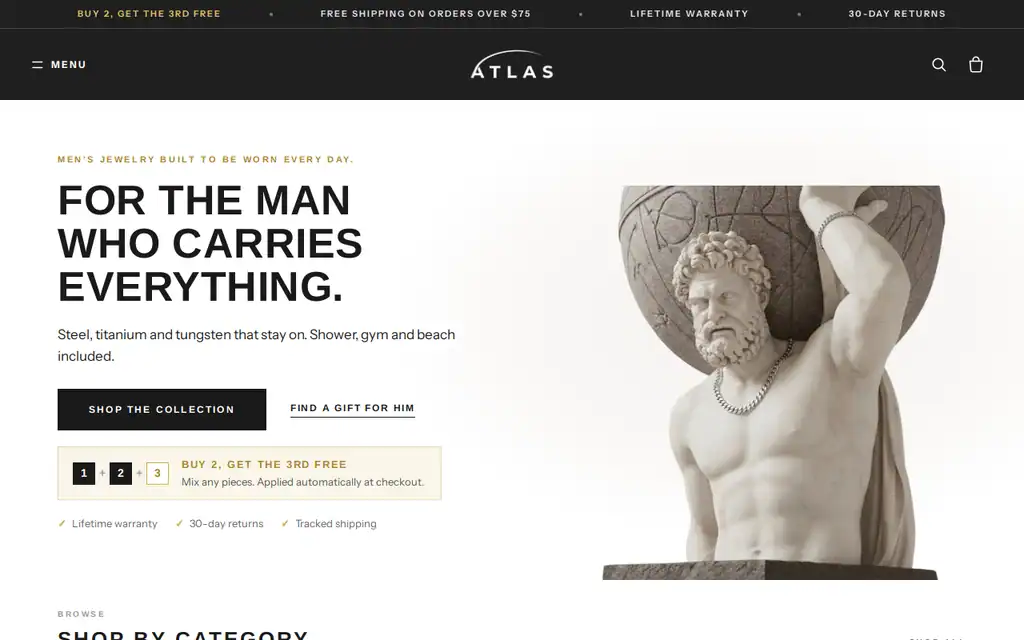 BUY 2, GET THE 3RD FREE • FREE SHIPPING ON ORDERS OVER $75 • LIFETIME WARRANTY • 30-DAY RETURNS
MENU
ATLAS
MEN'S JEWELRY BUILT TO BE WORN EVERY DAY.
FOR THE MAN
WHO CARRIES
EVERYTHING.
Steel, titanium and tungsten that stay on. Shower, gym and beach
included.
SHOP THE COLLECTION
FIND A GIFT FOR HIM
1 + 2 + 3
BUY 2, GET THE 3RD FREE
Mix any pieces. Applied automatically at checkout.
✓ Lifetime warranty ✓ 30-day returns ✓ Tracked shipping
BROWSE
SHOP BY CATEGORY